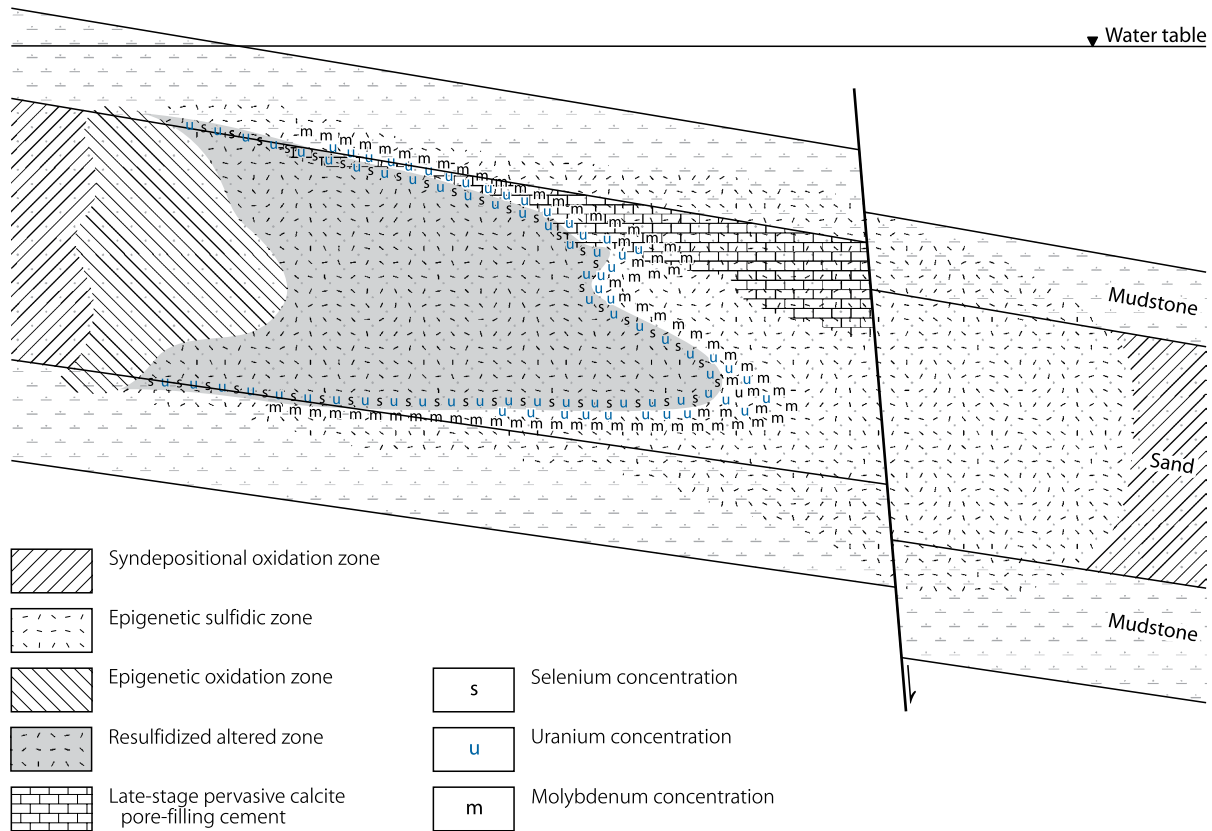 Water table
Mudstone
Sand
Mudstone
Syndepositional oxidation zone
Epigenetic sulfidic zone
Epigenetic oxidation zone
Resulfidized altered zone
Late-stage pervasive calcite
pore-filling cement
s
Selenium concentration
u
Uranium concentration
m
Molybdenum concentration